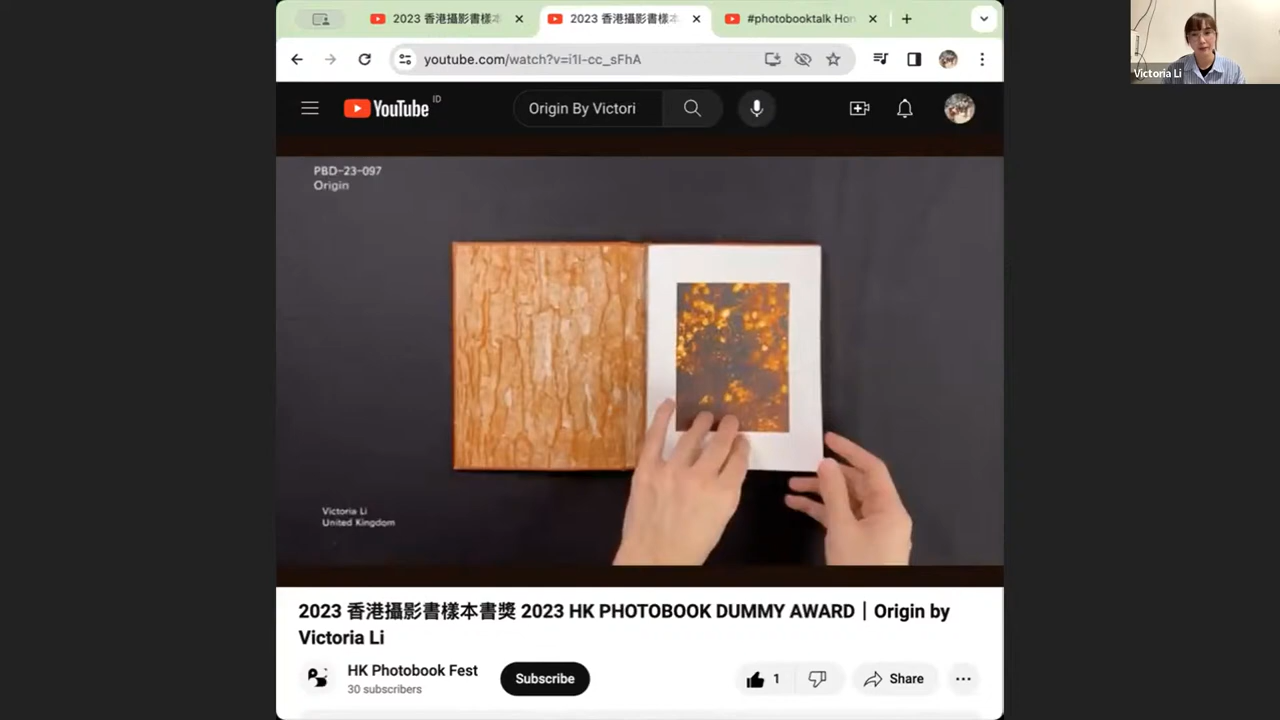 2023 香港攝影書樣本
2023 香港攝影書樣本
#photobooktalk Hon
youtube.com/watch?v=i1I-cc_sFhA
YouTube ID
Origin By Victori
Victoria Li
PBD-23-097
Origin
Victoria Li
United Kingdom
2023 香港攝影書樣本書獎 2023 HK PHOTOBOOK DUMMY AWARD｜Origin by
Victoria Li
HK Photobook Fest
30 subscribers
Subscribe
1
Share